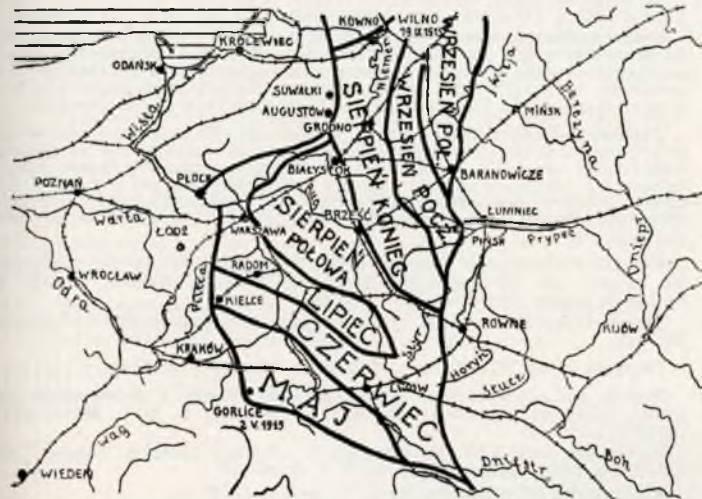 KOWNO
WILNO
19 IX 1915
KRÓLEWIEC
GDAŃSK
Niemen
WRZESIEŃ POŁ.
Wilja
SUWAŁKI
AUGUSTÓW
GRODNO
MIŃSK
Berezyna
Wisła
SIERPIEŃ KONIEC
WRZESIEŃ POCZ.
BIAŁYSTOK
BARANOWICZE
PŁOCK
POZNAŃ
Bug
Warta
WARSZAWA
SIERPIEŃ
POŁOWA
BRZEŚĆ
ŁUNINIEC
PIŃSK
Prypeć
Dniepr
ŁÓDŹ
WROCŁAW
Odra
Pilica
RADOM
KIELCE
LIPIEC
CZERWIEC
Styr
RÓWNE
KIJÓW
KRAKÓW
Horyń
Słucz
LWÓW
MAJ
GORLICE
2.V.1915
Wag
WIEDEŃ
Dniestr
Boh